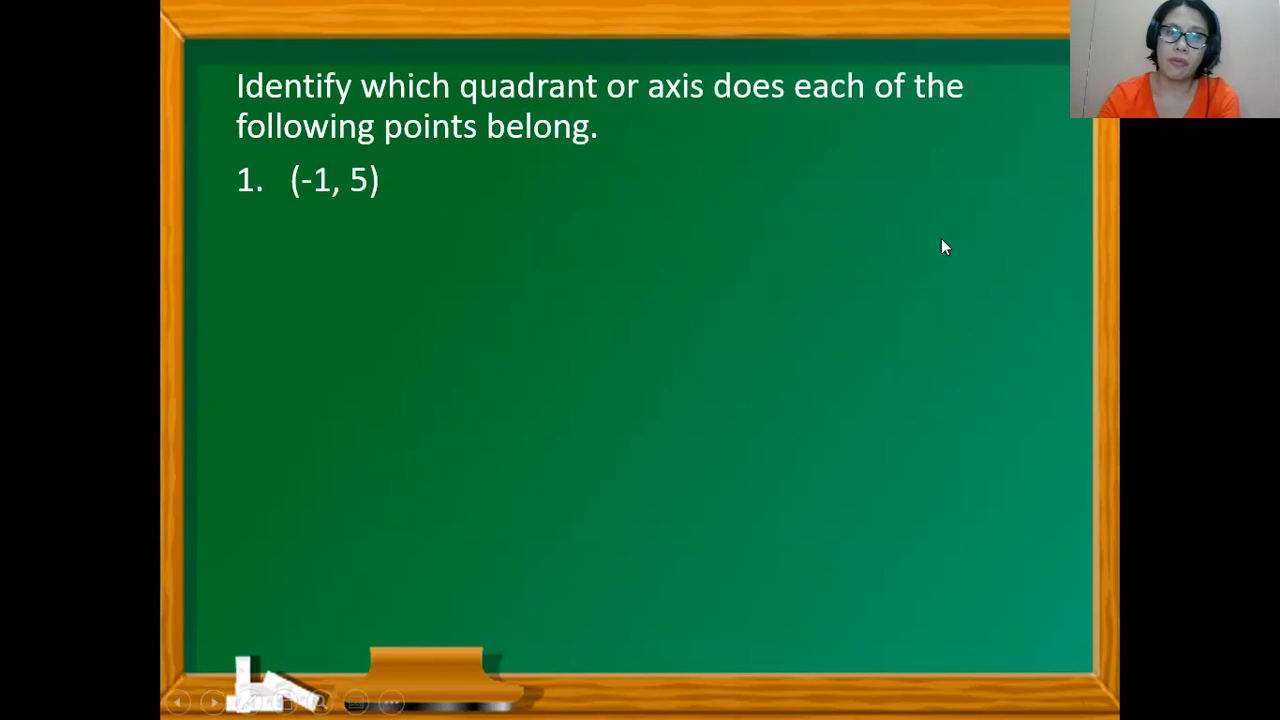 Identify which quadrant or axis does each of the
following points belong.
1. (-1, 5)